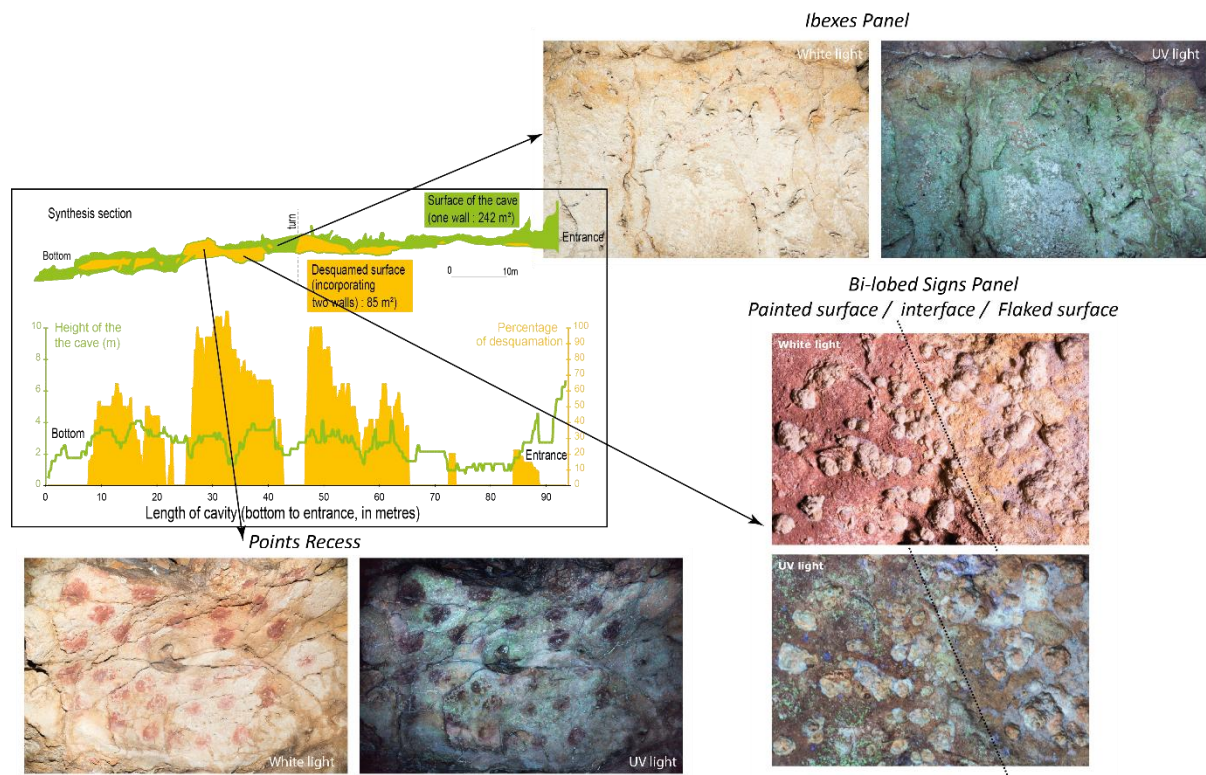 Ibexes Panel
White light
UV light
Synthesis section
turn
Surface of the cave
(one wall : 242 m²)
Entrance
Bottom
Desquamed surface
(incorporating
two walls) : 85 m²)
0 10m
Height of the
the cave (m)
Percentage
of desquamation
10
8
6
4
2
0
100
90
80
70
60
50
40
30
20
10
0
Bottom
Entrance
0 10 20 30 40 50 60 70 80 90
Length of cavity (bottom to entrance, in metres)
Bi-lobed Signs Panel
Painted surface / interface / Flaked surface
White light
UV light
Points Recess
White light
UV light